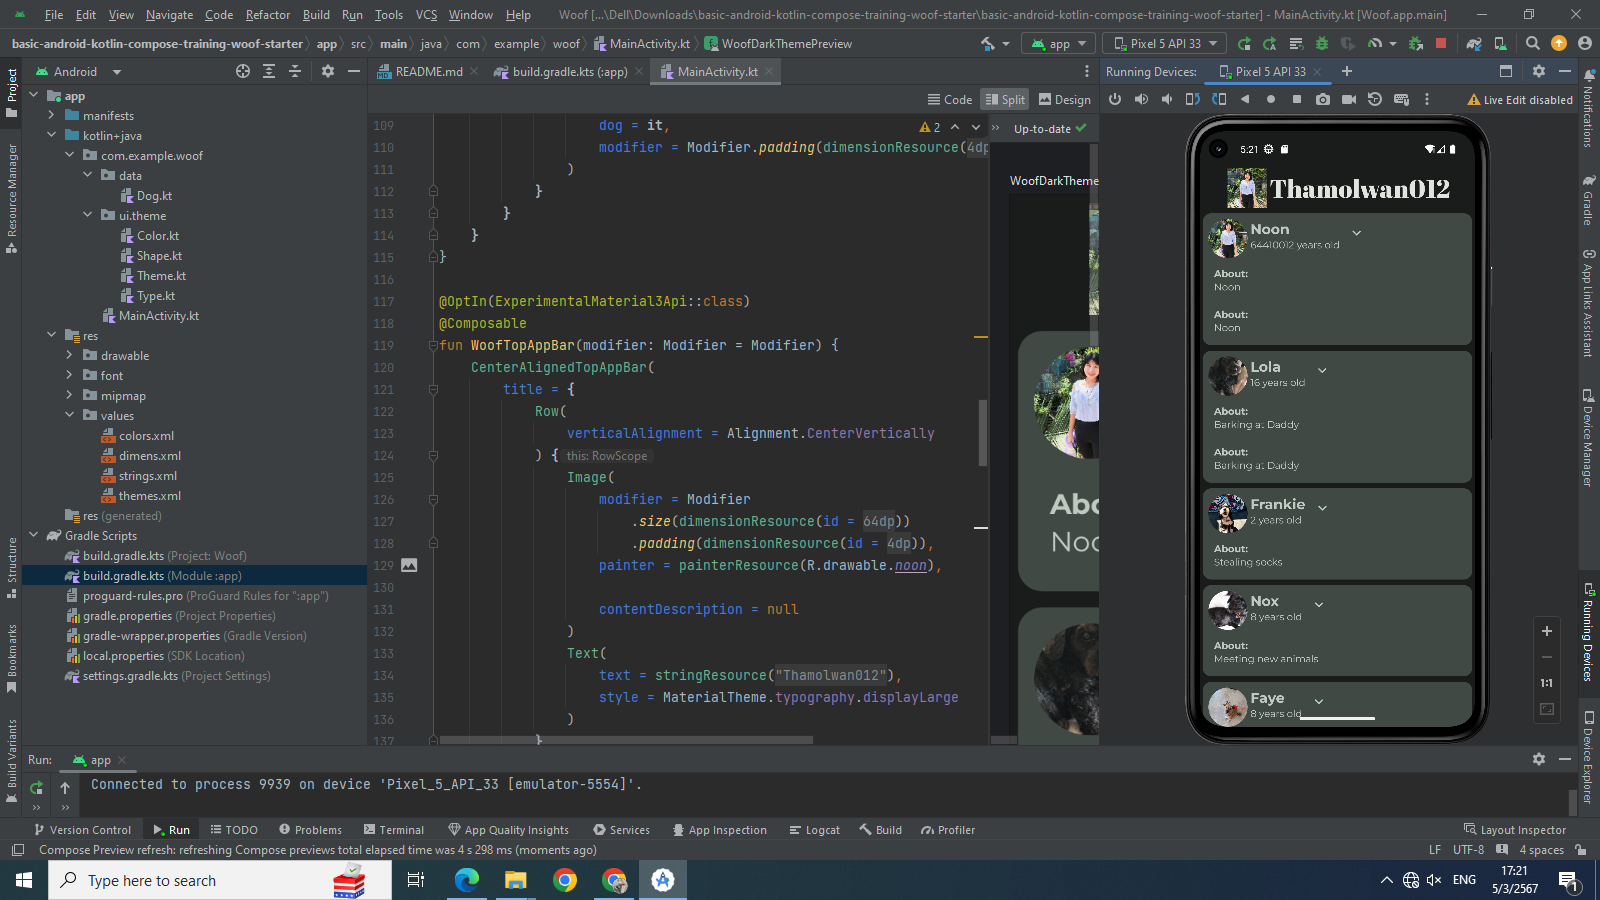 File Edit View Navigate Code Refactor Build Run Tools VCS Window Help Woof [...\Dell\Downloads\basic-android-kotlin-compose-training-woof-starter\basic-android-kotlin-compose-training-woof-starter] - MainActivity.kt [Woof.app.main]
basic-android-kotlin-compose-training-woof-starter app src main java com example woof MainActivity.kt WoofDarkThemePreview app Pixel 5 API 33
Android README.md build.gradle.kts (:app) MainActivity.kt Running Devices: Pixel 5 API 33
Code Split Design Live Edit disabled
Project
Resource Manager
Structure
Bookmarks
Build Variants
app
manifests
kotlin+java
com.example.woof
data
Dog.kt
ui.theme
Color.kt
Shape.kt
Theme.kt
Type.kt
MainActivity.kt
res
drawable
font
mipmap
values
colors.xml
dimens.xml
strings.xml
themes.xml
res (generated)
Gradle Scripts
build.gradle.kts (Project: Woof)
build.gradle.kts (Module :app)
proguard-rules.pro (ProGuard Rules for ":app")
gradle.properties (Project Properties)
gradle-wrapper.properties (Gradle Version)
local.properties (SDK Location)
settings.gradle.kts (Project Settings)
109 dog = it,
110 modifier = Modifier.padding(dimensionResource(4dp
111 )
112 }
113 }
114 }
115 }
116
117 @OptIn(ExperimentalMaterial3Api::class)
118 @Composable
119 fun WoofTopAppBar(modifier: Modifier = Modifier) {
120 CenterAlignedTopAppBar(
121 title = {
122 Row(
123 verticalAlignment = Alignment.CenterVertically
124 ) { this: RowScope
125 Image(
126 modifier = Modifier
127 .size(dimensionResource(id = 64dp))
128 .padding(dimensionResource(id = 4dp)),
129 painter = painterResource(R.drawable.noon),
130
131 contentDescription = null
132 )
133 Text(
134 text = stringResource("Thamolwan012"),
135 style = MaterialTheme.typography.displayLarge
136 )
137 }
2
Up-to-date
WoofDarkTheme
Abo
Noo
5:21
Thamolwan012
Noon
64410012 years old
About:
Noon
About:
Noon
Lola
16 years old
About:
Barking at Daddy
About:
Barking at Daddy
Frankie
2 years old
About:
Stealing socks
Nox
8 years old
About:
Meeting new animals
Faye
8 years old
1:1
Notifications
Gradle
App Links Assistant
Device Manager
Running Devices
Device Explorer
Run: app
Connected to process 9939 on device 'Pixel_5_API_33 [emulator-5554]'.
Version Control Run TODO Problems Terminal App Quality Insights Services App Inspection Logcat Build Profiler Layout Inspector
Compose Preview refresh: refreshing Compose previews total elapsed time was 4 s 298 ms (moments ago) LF UTF-8 4 spaces
Type here to search ENG 17:21
5/3/2567
1